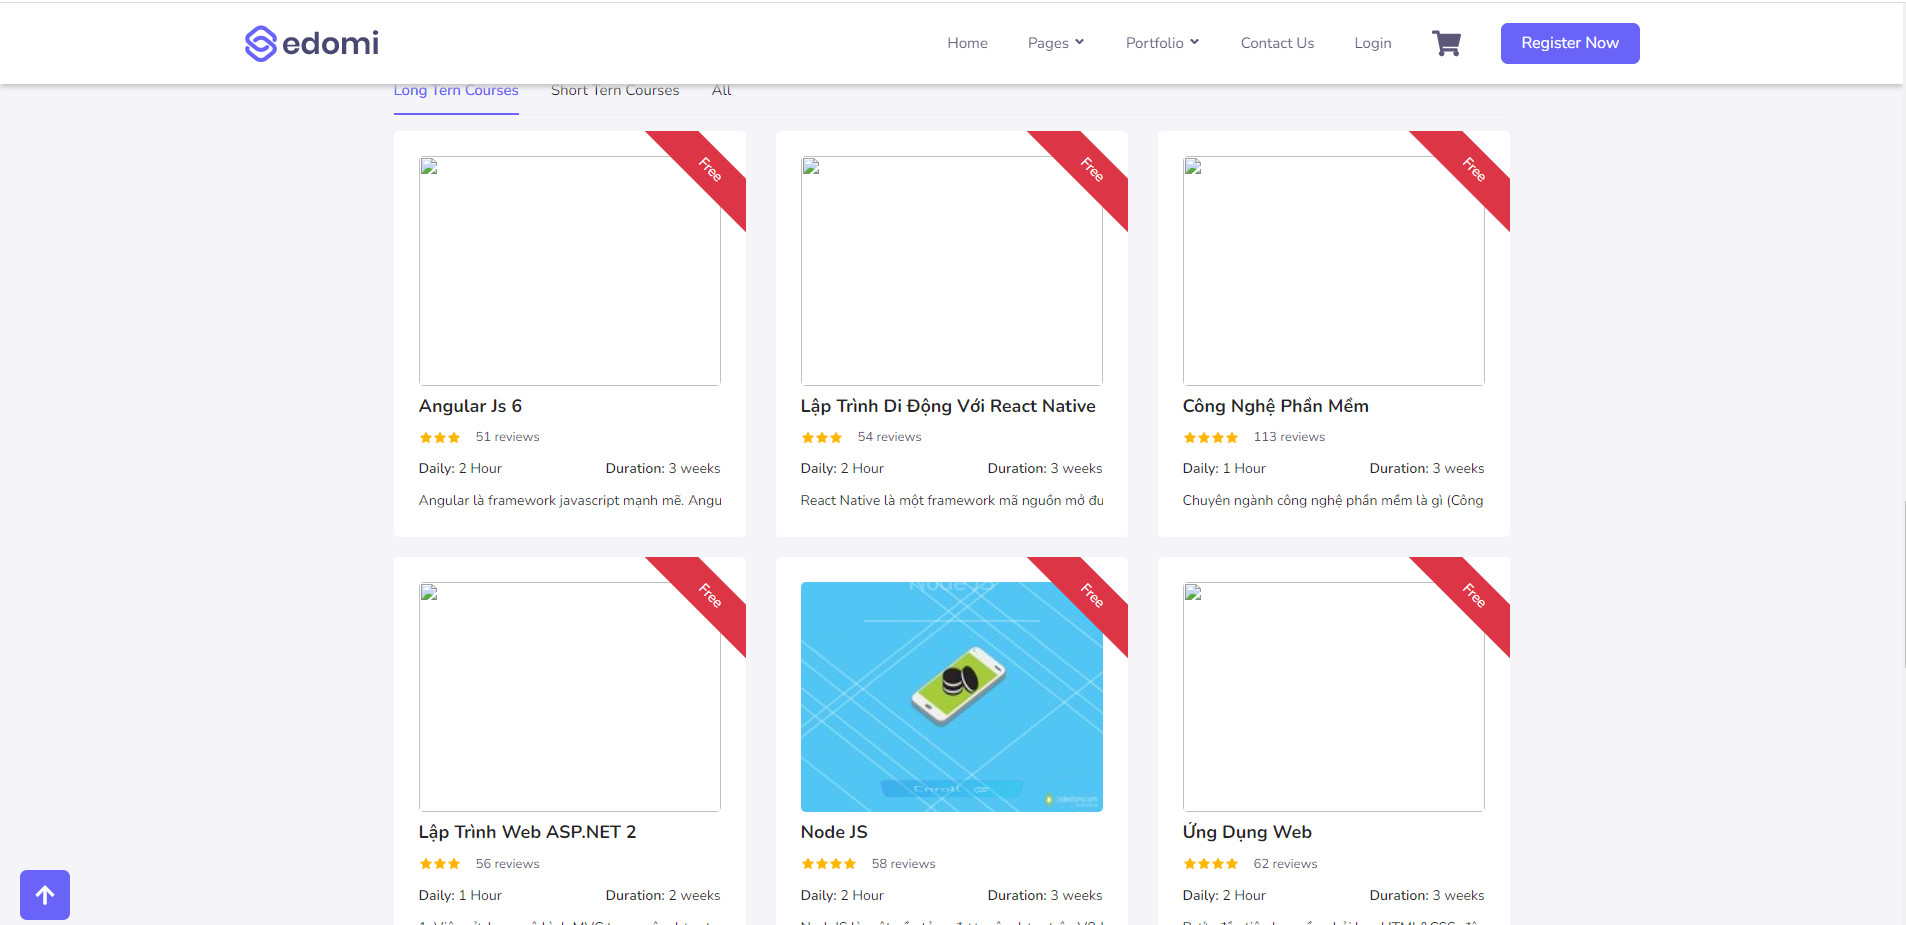 edomi
Home Pages Portfolio Contact Us Login Register Now
Long Tern Courses Short Tern Courses All
Free Free Free
Angular Js 6
51 reviews
Daily: 2 Hour Duration: 3 weeks
Angular là framework javascript mạnh mẽ. Angu
Lập Trình Di Động Với React Native
54 reviews
Daily: 2 Hour Duration: 3 weeks
React Native là một framework mã nguồn mở đu
Công Nghệ Phần Mềm
113 reviews
Daily: 1 Hour Duration: 3 weeks
Chuyên ngành công nghệ phần mềm là gì (Công
Free Free Free
Lập Trình Web ASP.NET 2
56 reviews
Daily: 1 Hour Duration: 2 weeks
Node JS
Enroll
Node JS
58 reviews
Daily: 2 Hour Duration: 3 weeks
Ứng Dụng Web
62 reviews
Daily: 2 Hour Duration: 3 weeks